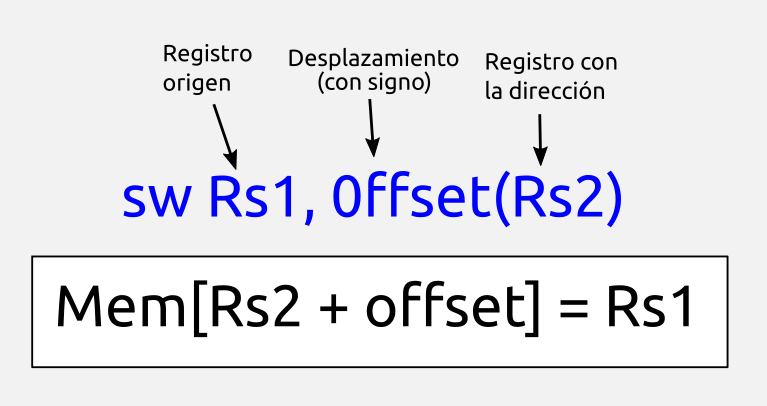 Registro
origen
Desplazamiento
(con signo)
Registro con
la dirección
sw Rs1, 0ffset(Rs2)
Mem[Rs2 + offset] = Rs1